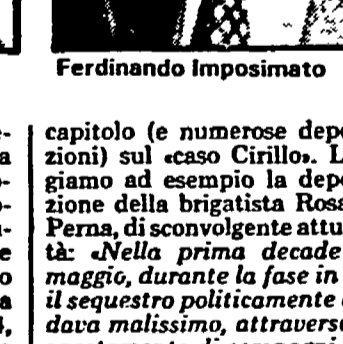 Ferdinando Imposimato
capitolo (e numerose depo
zioni) sul «caso Cirillo». L
giamo ad esempio la depo
zione della brigatista Rosa
Perna, di sconvolgente attu
tà: «Nella prima decade
maggio, durante la fase in
il sequestro politicamente
dava malissimo, attravers